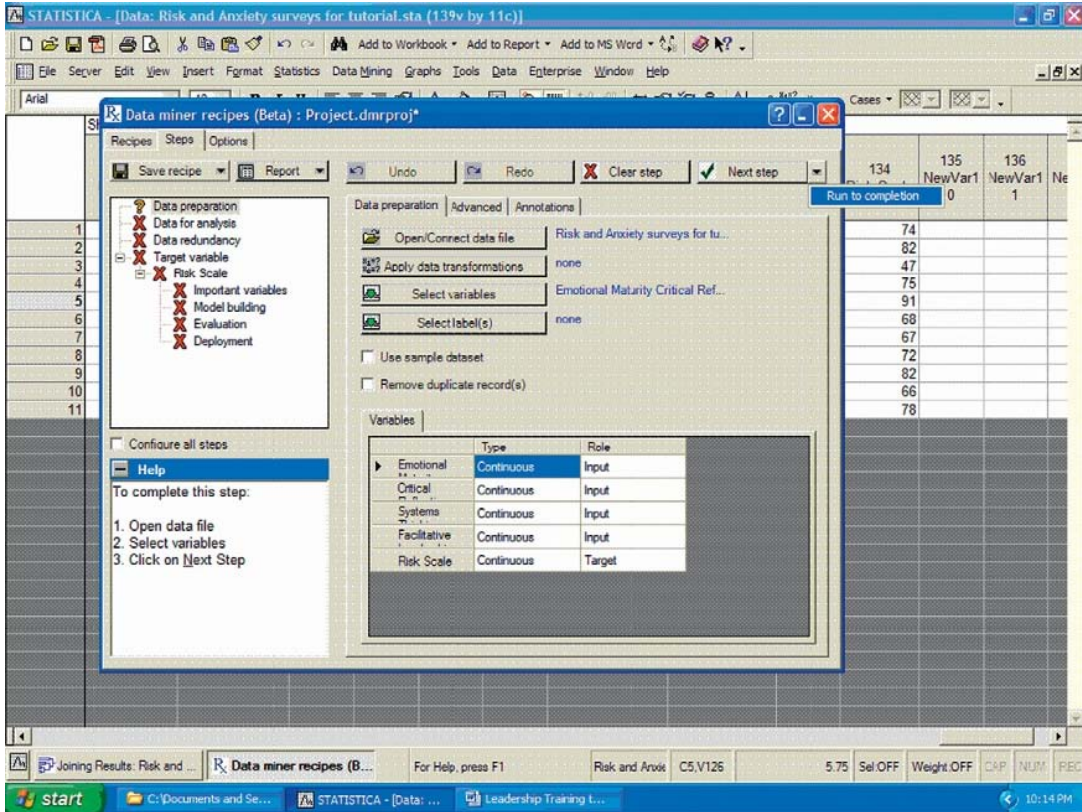 STATISTICA - [Data: Risk and Anxiety surveys for tutorial.sta (139v by 11c)]
Add to Workbook Add to Report Add to MS Word
File Server Edit View Insert Format Statistics Data Mining Graphs Tools Data Enterprise Window Help
Arial
Cases
Data miner recipes (Beta) : Project.dmrproj*
Recipes Steps Options
Save recipe Report Undo Redo Clear step Next step
Run to completion
134
135 NewVar1 0
136 NewVar1 1
Ne
Data preparation
Data for analysis
Data redundancy
Target variable
Risk Scale
Important variables
Model building
Evaluation
Deployment
Configure all steps
Help
To complete this step:
1. Open data file
2. Select variables
3. Click on Next Step
Data preparation Advanced Annotations
Open/Connect data file Risk and Anxiety surveys for tu...
Apply data transformations none
Select variables Emotional Maturity Critical Ref...
Select label(s) none
Use sample dataset
Remove duplicate record(s)
Variables
Type Role
Emotional Continuous Input
Critical Continuous Input
Systems Continuous Input
Facilitative Continuous Input
Risk Scale Continuous Target
1 74
2 82
3 47
4 75
5 91
6 68
7 67
8 72
9 82
10 66
11 78
Joining Results: Risk and ... Data miner recipes (B... For Help, press F1 Risk and Anxie C5,V126 5.75 Sel:OFF Weight:OFF CAP NUM REC
start C:\Documents and Se... STATISTICA - [Data: ... Leadership Training t... 10:14 PM